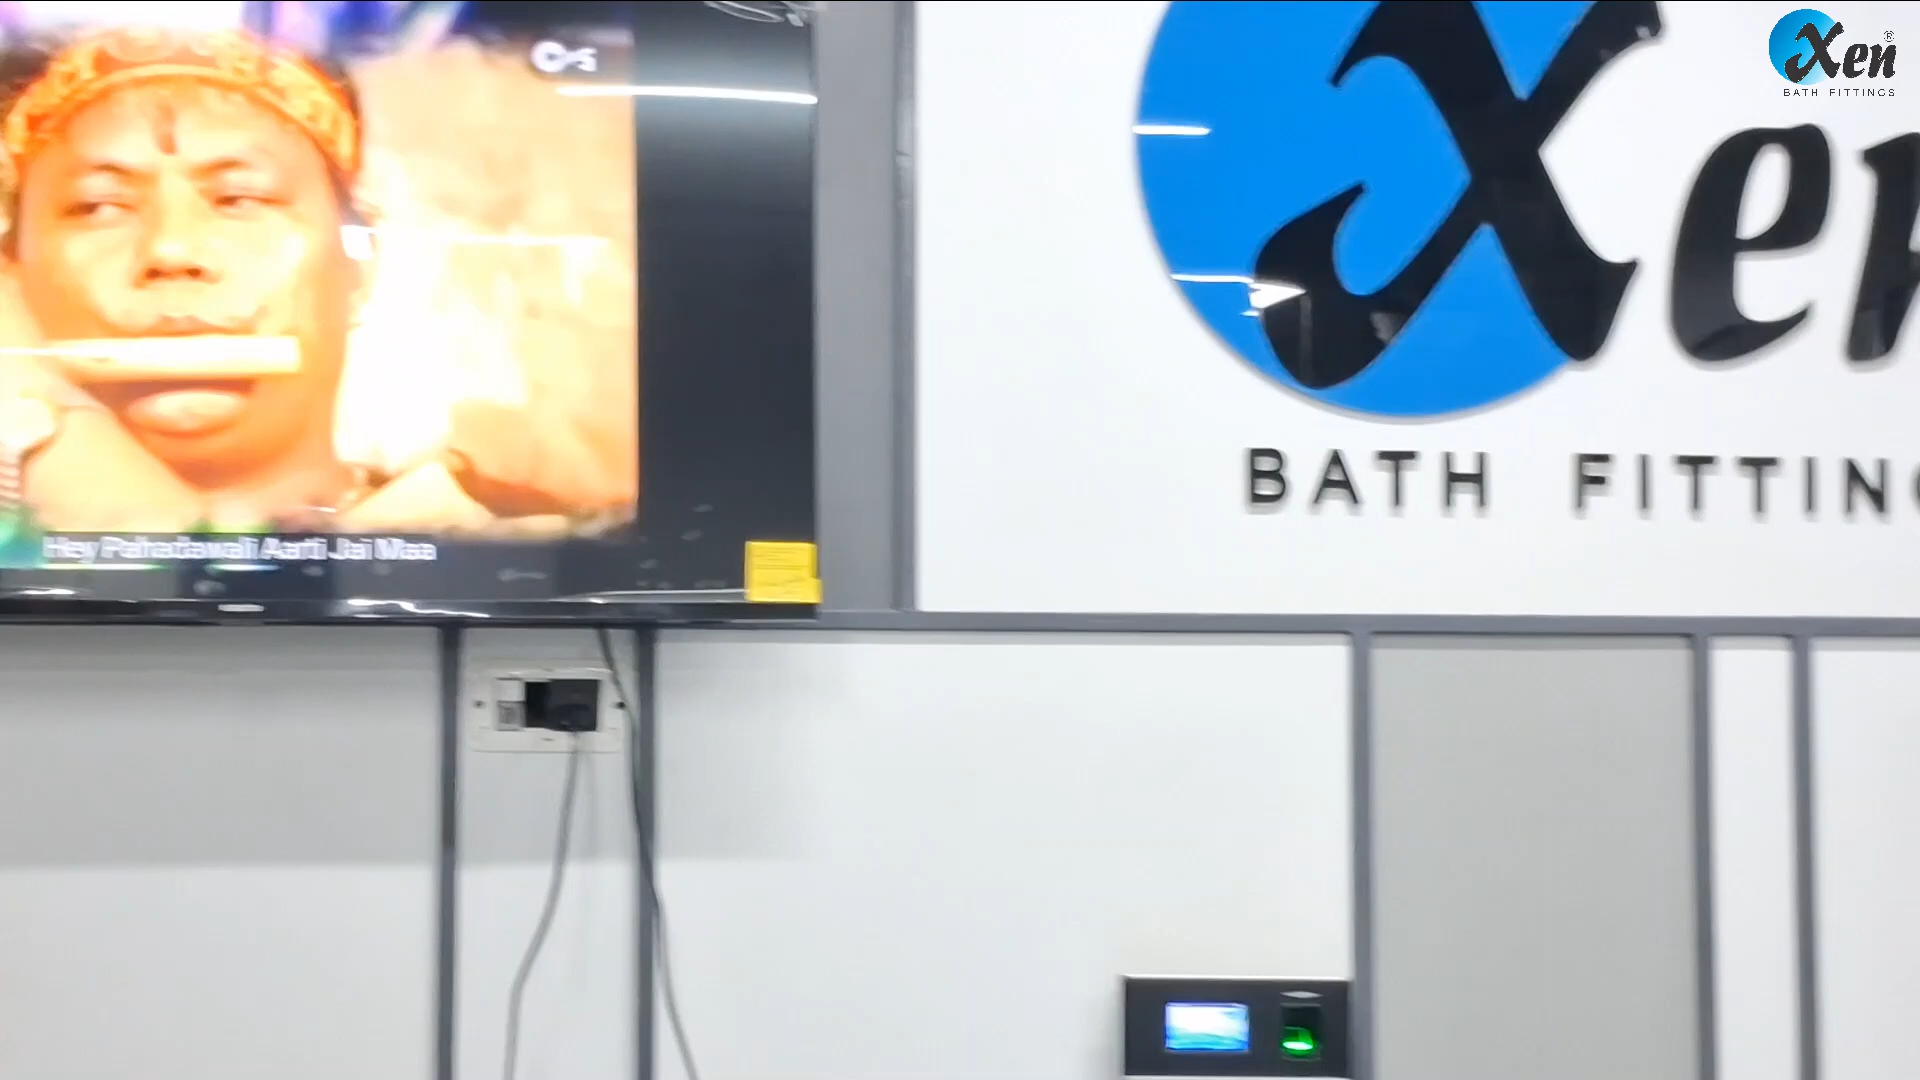 Hey Pahadawali Aarti Jai Maa
Xen
BATH FITTIN
Xen®
BATH FITTINGS